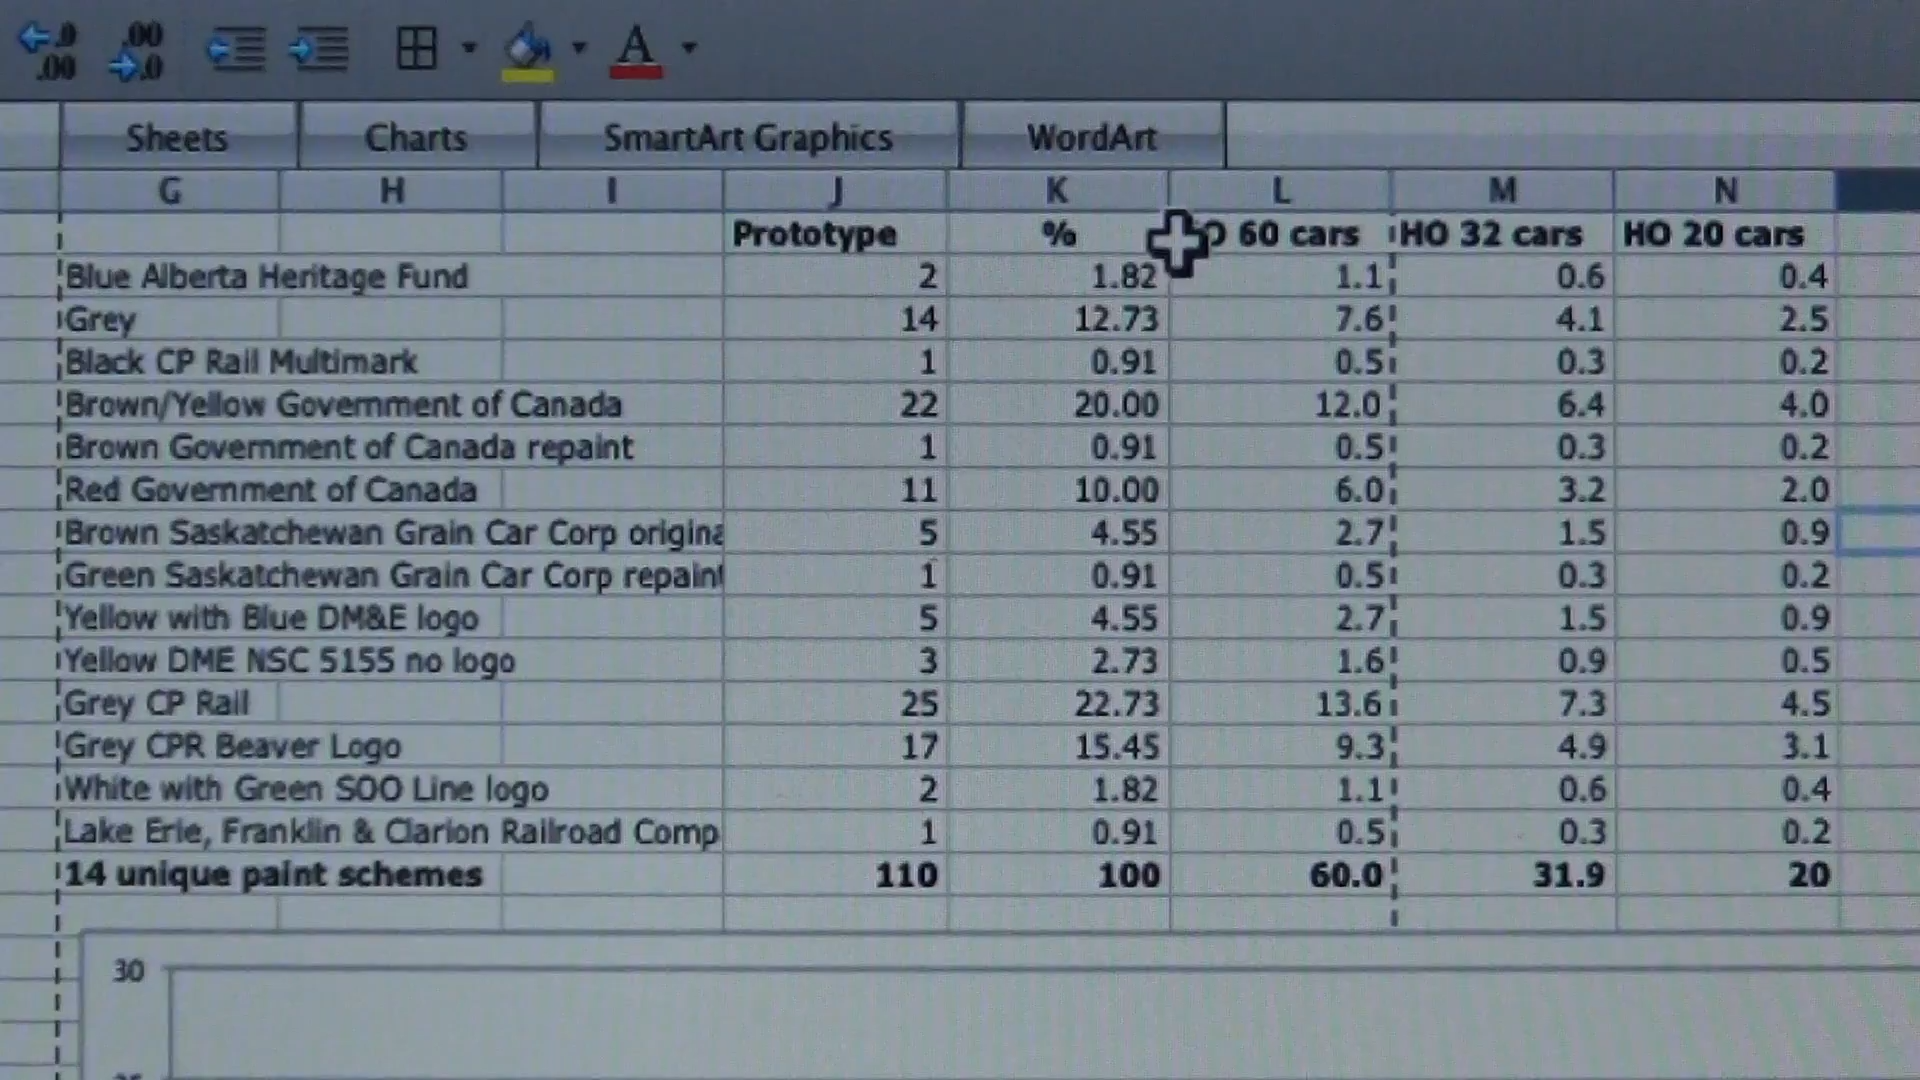 .0 .00
.00 .0
A
Sheets Charts SmartArt Graphics WordArt
G H I J K L M N
Prototype % O 60 cars HO 32 cars HO 20 cars
Blue Alberta Heritage Fund 2 1.82 1.1 0.6 0.4
Grey 14 12.73 7.6 4.1 2.5
Black CP Rail Multimark 1 0.91 0.5 0.3 0.2
Brown/Yellow Government of Canada 22 20.00 12.0 6.4 4.0
Brown Government of Canada repaint 1 0.91 0.5 0.3 0.2
Red Government of Canada 11 10.00 6.0 3.2 2.0
Brown Saskatchewan Grain Car Corp origina 5 4.55 2.7 1.5 0.9
Green Saskatchewan Grain Car Corp repaint 1 0.91 0.5 0.3 0.2
Yellow with Blue DM&E logo 5 4.55 2.7 1.5 0.9
Yellow DME NSC 5155 no logo 3 2.73 1.6 0.9 0.5
Grey CP Rail 25 22.73 13.6 7.3 4.5
Grey CPR Beaver Logo 17 15.45 9.3 4.9 3.1
White with Green SOO Line logo 2 1.82 1.1 0.6 0.4
Lake Erie, Franklin & Clarion Railroad Comp 1 0.91 0.5 0.3 0.2
14 unique paint schemes 110 100 60.0 31.9 20
30